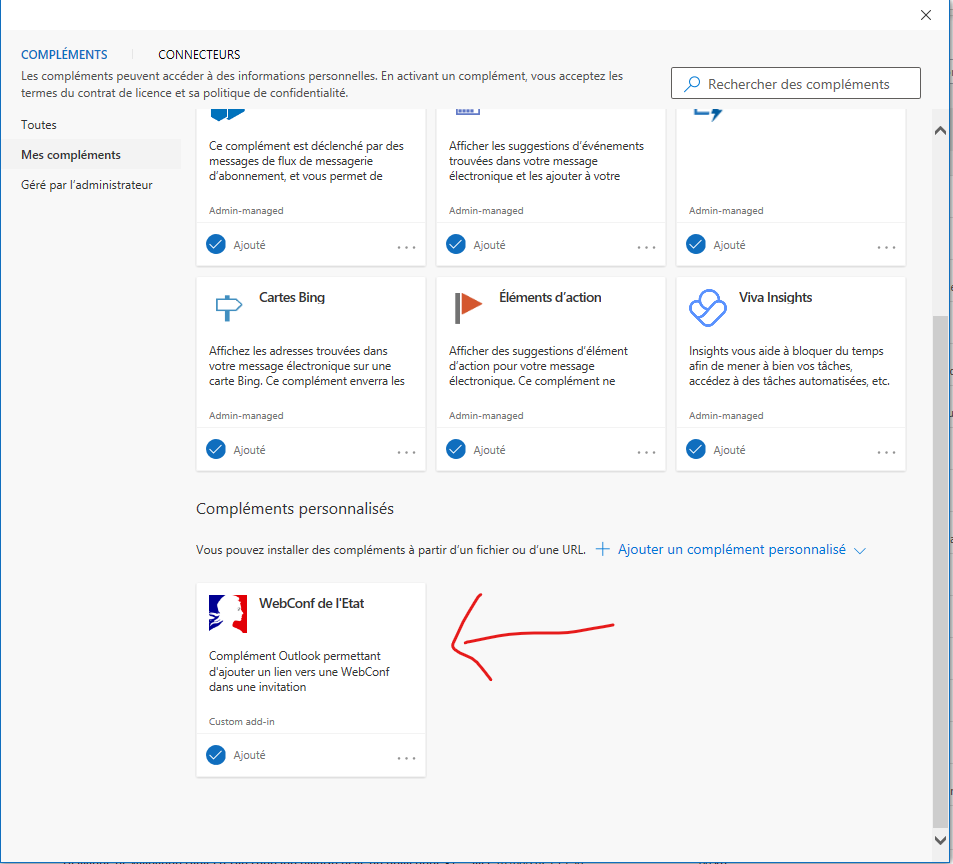 COMPLÉMENTS
CONNECTEURS
Les compléments peuvent accéder à des informations personnelles. En activant un complément, vous acceptez les
termes du contrat de licence et sa politique de confidentialité.
Rechercher des compléments
Toutes
Mes compléments
Géré par l'administrateur
Ce complément est déclenché par des
messages de flux de messagerie
d'abonnement, et vous permet de
Admin-managed
Ajouté
Afficher les suggestions d'événements
trouvées dans votre message
électronique et les ajouter à votre
Admin-managed
Ajouté
Admin-managed
Ajouté
Cartes Bing
Affichez les adresses trouvées dans
votre message électronique sur une
carte Bing. Ce complément enverra les
Admin-managed
Ajouté
Éléments d'action
Afficher des suggestions d'élément
d'action pour votre message
électronique. Ce complément ne
Admin-managed
Ajouté
Viva Insights
Insights vous aide à bloquer du temps
afin de mener à bien vos tâches,
accédez à des tâches automatisées, etc.
Admin-managed
Ajouté
Compléments personnalisés
Vous pouvez installer des compléments à partir d'un fichier ou d'une URL.
Ajouter un complément personnalisé
WebConf de l'Etat
Complément Outlook permettant
d'ajouter un lien vers une WebConf
dans une invitation
Custom add-in
Ajouté